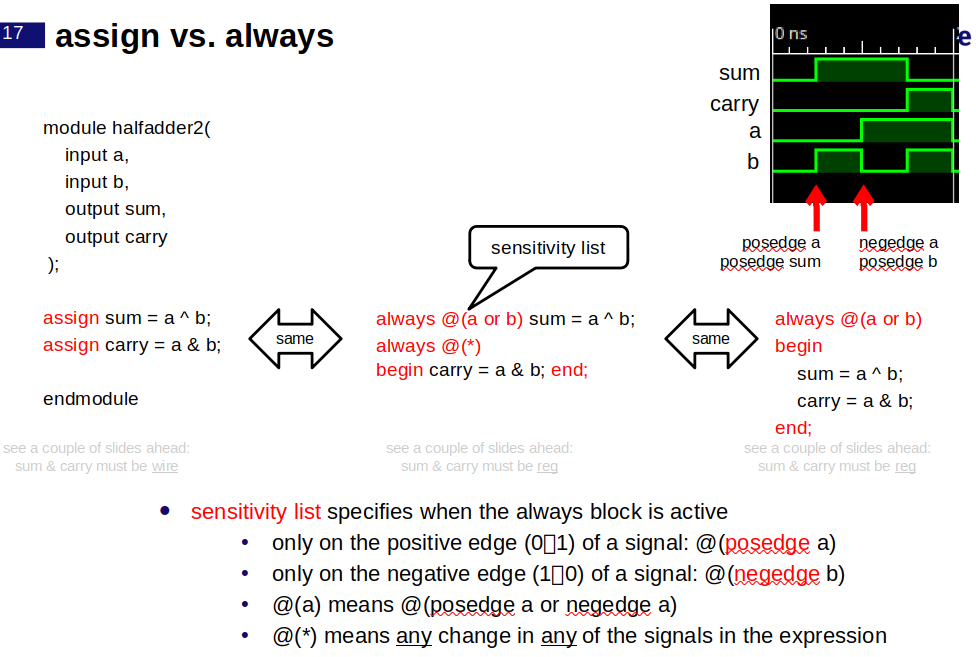 17
assign vs. always
0 ns
e
sum
carry
a
b
posedge a
posedge sum
negedge a
posedge b
module halfadder2(
input a,
input b,
output sum,
output carry
);
sensitivity list
assign sum = a ^ b;
assign carry = a & b;
endmodule
same
always @(a or b) sum = a ^ b;
always @(*)
begin carry = a & b; end;
same
always @(a or b)
begin
sum = a ^ b;
carry = a & b;
end;
see a couple of slides ahead:
sum & carry must be wire
see a couple of slides ahead:
sum & carry must be reg
see a couple of slides ahead:
sum & carry must be reg
• sensitivity list specifies when the always block is active
• only on the positive edge (0▯1) of a signal: @(posedge a)
• only on the negative edge (1▯0) of a signal: @(negedge b)
• @(a) means @(posedge a or negedge a)
• @(*) means any change in any of the signals in the expression